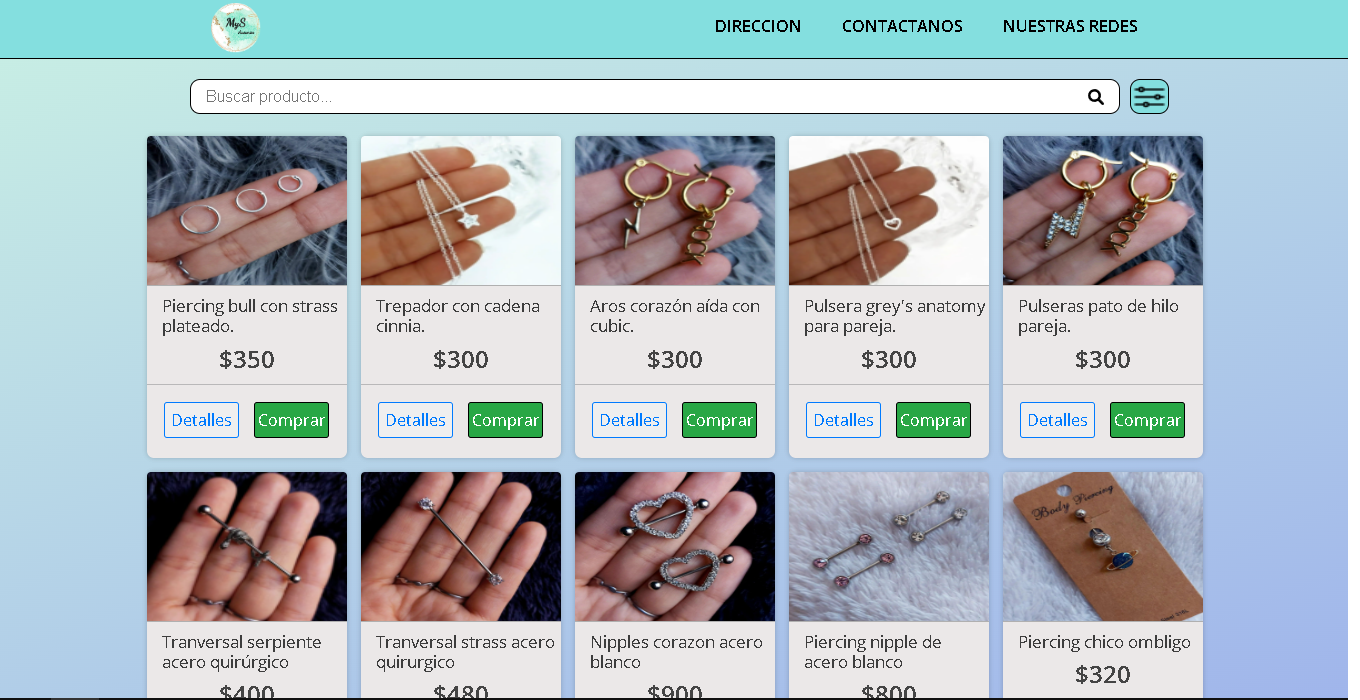 MyS
DIRECCION
CONTACTANOS
NUESTRAS REDES
Buscar producto...
Piercing bull con strass
plateado.
$350
Detalles
Comprar
Trepador con cadena
cinnia.
$300
Detalles
Comprar
Aros corazón aída con
cubic.
$300
Detalles
Comprar
Pulsera grey's anatomy
para pareja.
$300
Detalles
Comprar
Pulseras pato de hilo
pareja.
$300
Detalles
Comprar
Tranversal serpiente
acero quirúrgico
$400
Tranversal strass acero
quirurgico
$480
Nipples corazon acero
blanco
$900
Piercing nipple de
acero blanco
$800
Body Piercing
Piercing chico ombligo
$320